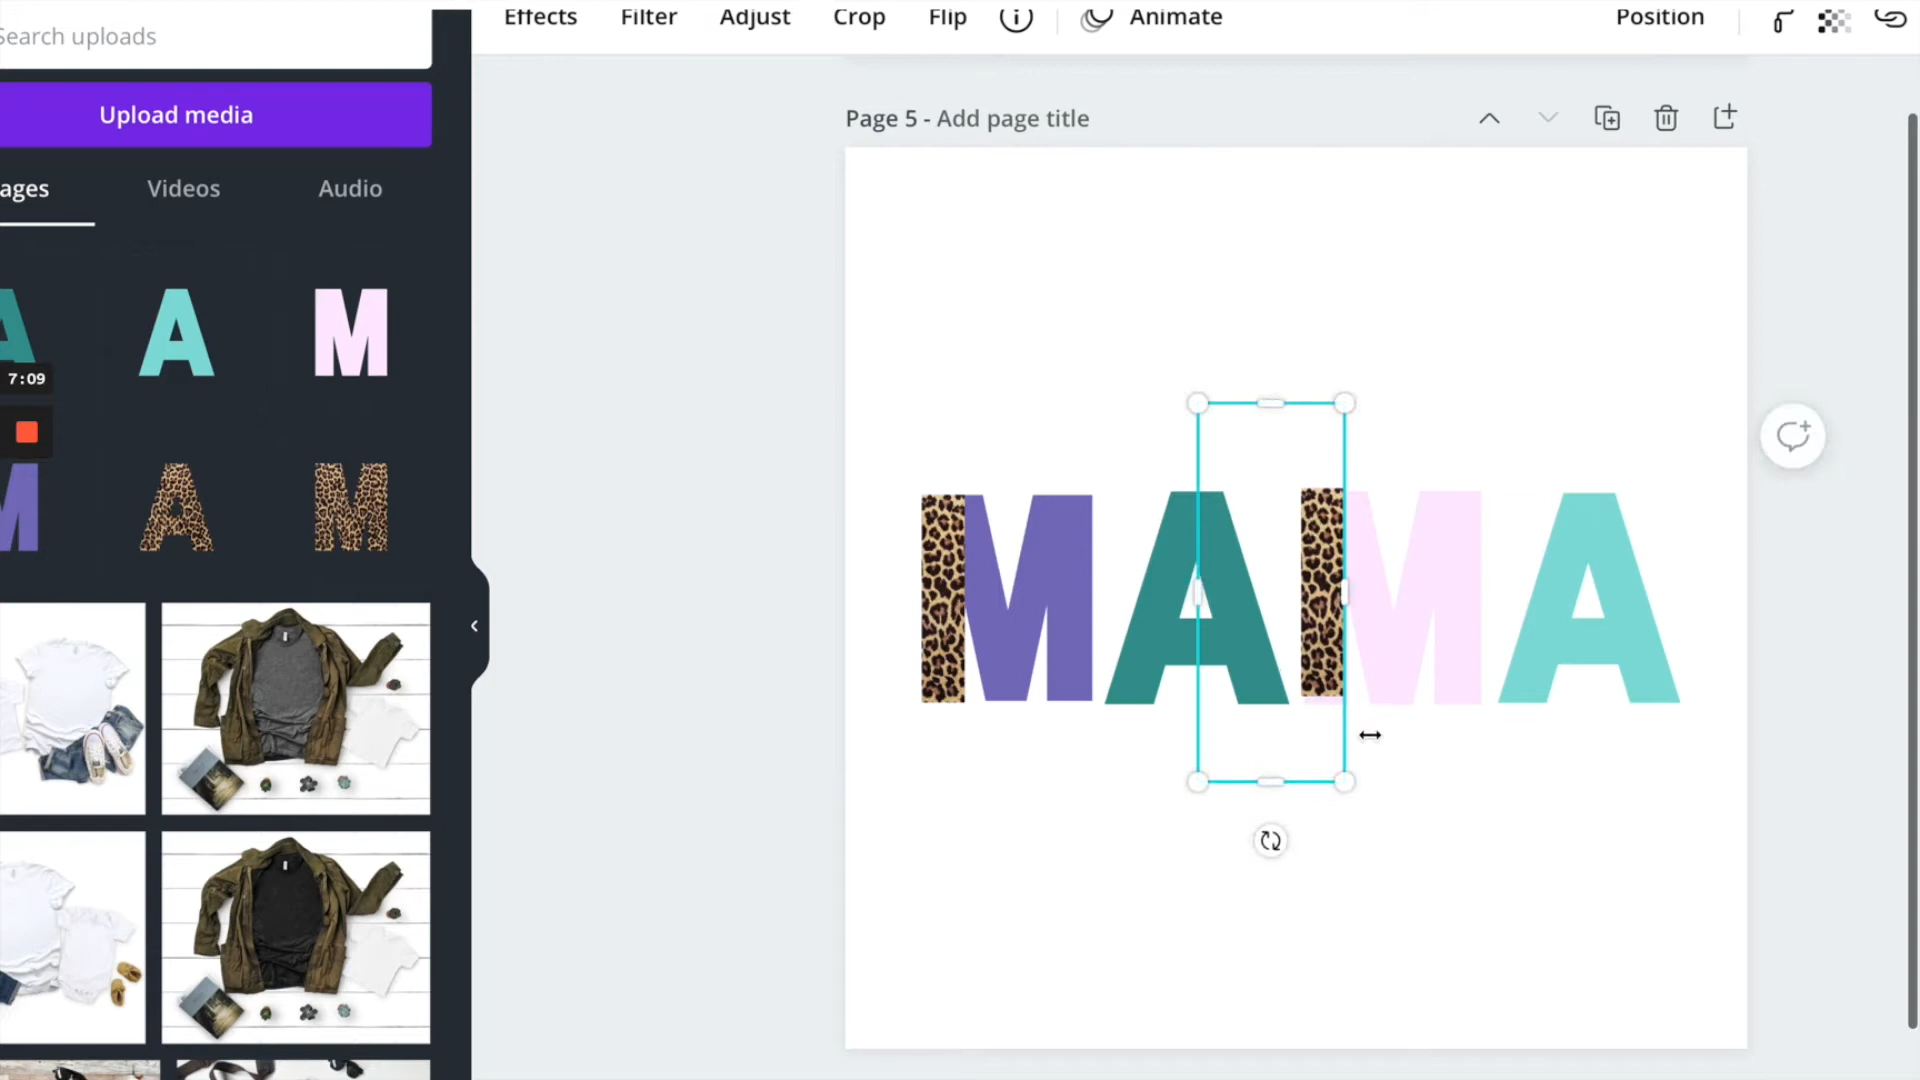 Effects Filter Adjust Crop Flip Animate Position
Search uploads
Upload media
ages Videos Audio
A A M
7:09
M A M
Page 5 - Add page title
MAMA